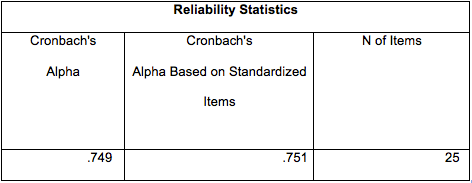 Reliability Statistics
Cronbach's
Alpha
Cronbach's
Alpha Based on Standardized
Items
N of Items
.749
.751
25